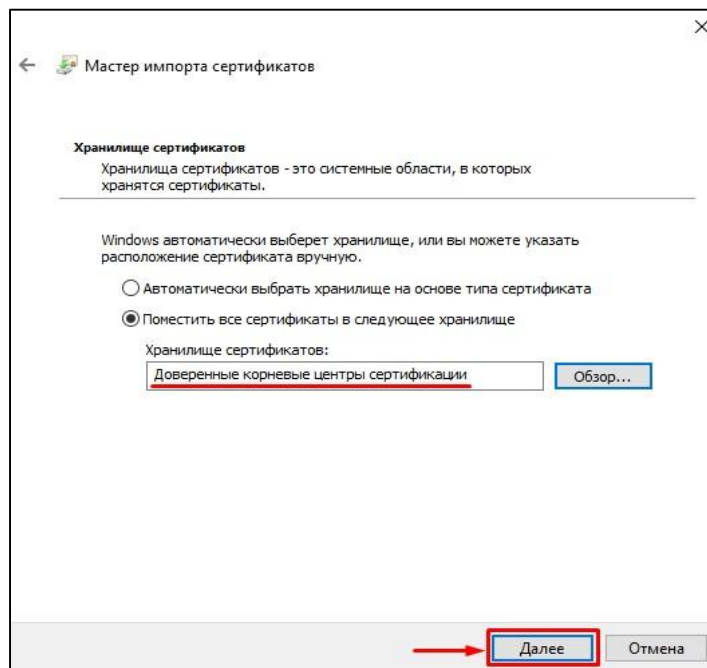 Мастер импорта сертификатов
Хранилище сертификатов
Хранилища сертификатов - это системные области, в которых
хранятся сертификаты.
Windows автоматически выберет хранилище, или вы можете указать
расположение сертификата вручную.
Автоматически выбрать хранилище на основе типа сертификата
Поместить все сертификаты в следующее хранилище
Хранилище сертификатов:
Доверенные корневые центры сертификации
Обзор...
Далее
Отмена